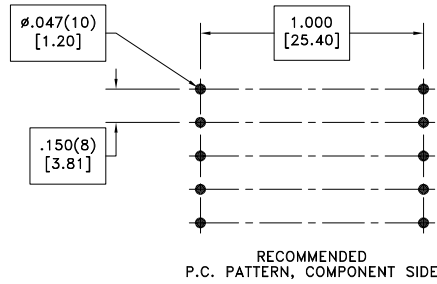 ø.047(10)
[1.20]
1.000
[25.40]
.150(8)
[3.81]
RECOMMENDED
P.C. PATTERN, COMPONENT SIDE